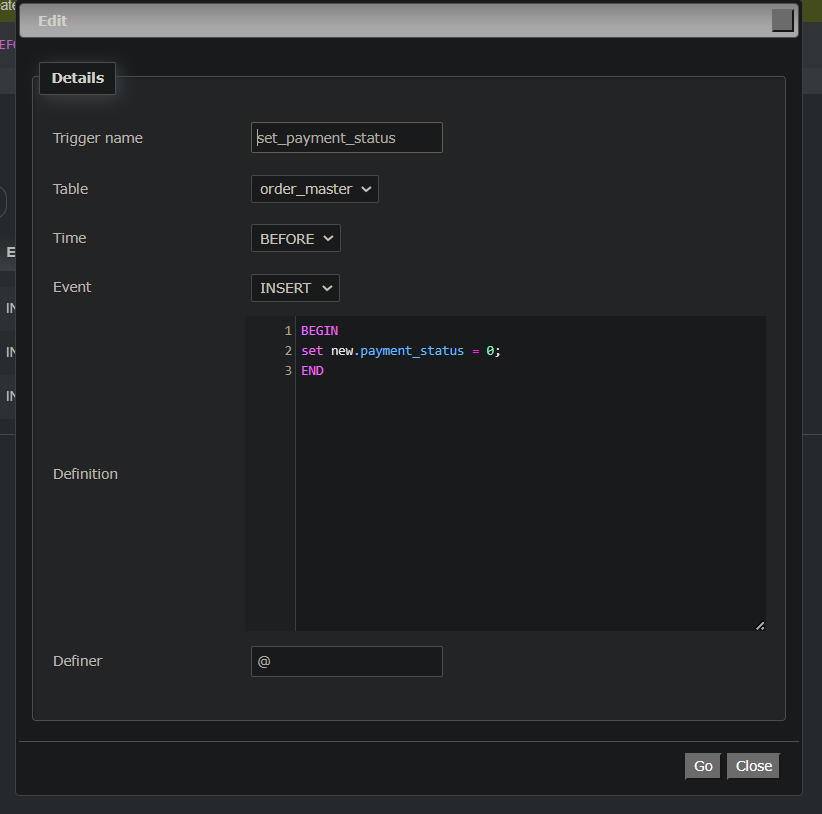 Edit
Details
Trigger name set_payment_status
Table order_master
Time BEFORE
Event INSERT
1 BEGIN
2 set new.payment_status = 0;
3 END
Definition
Definer @
Go Close